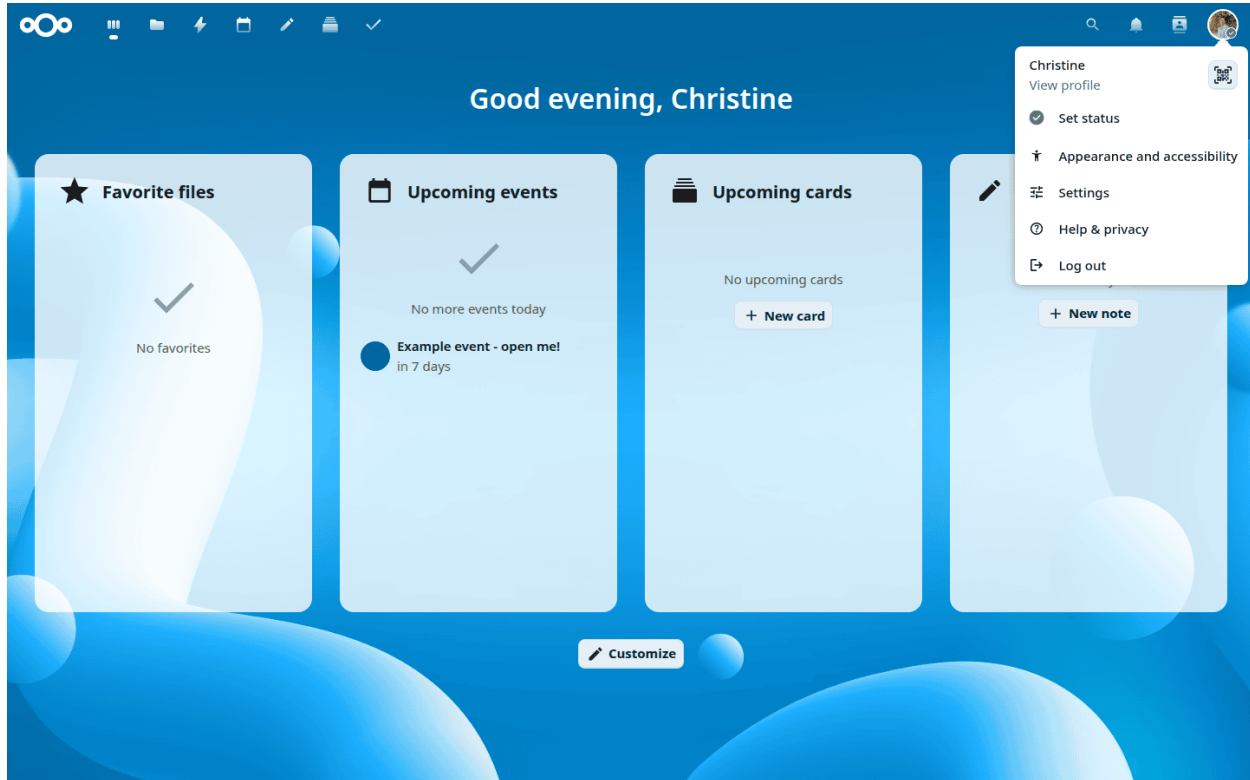 Good evening, Christine
Christine
View profile
Set status
Appearance and accessibility
Settings
Help & privacy
Log out
Favorite files
No favorites
Upcoming events
No more events today
Example event - open me!
in 7 days
Upcoming cards
No upcoming cards
+ New card
+ New note
Customize